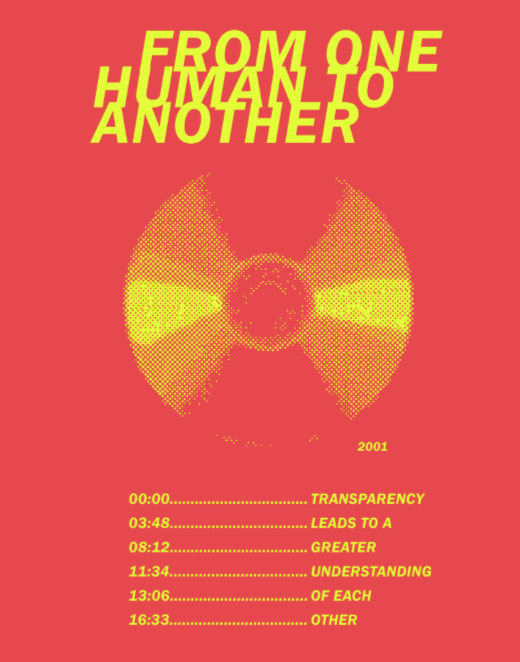 FROM ONE
HUMAN TO
ANOTHER
2001
00:00................................. TRANSPARENCY
03:48................................. LEADS TO A
08:12................................. GREATER
11:34................................. UNDERSTANDING
13:06................................. OF EACH
16:33................................. OTHER